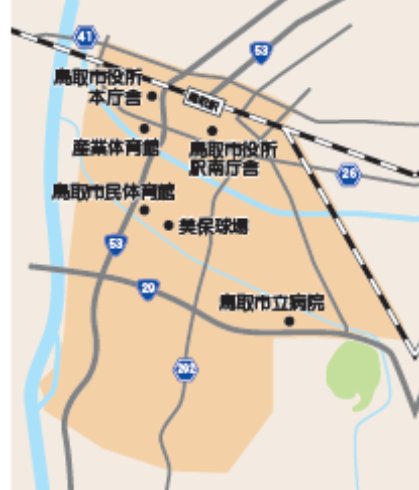 41
53
鳥取市役所
本庁舎
鳥取駅
産業体育館
鳥取市役所
駅南庁舎
26
鳥取市民体育館
美保球場
53
29
鳥取市立病院
292